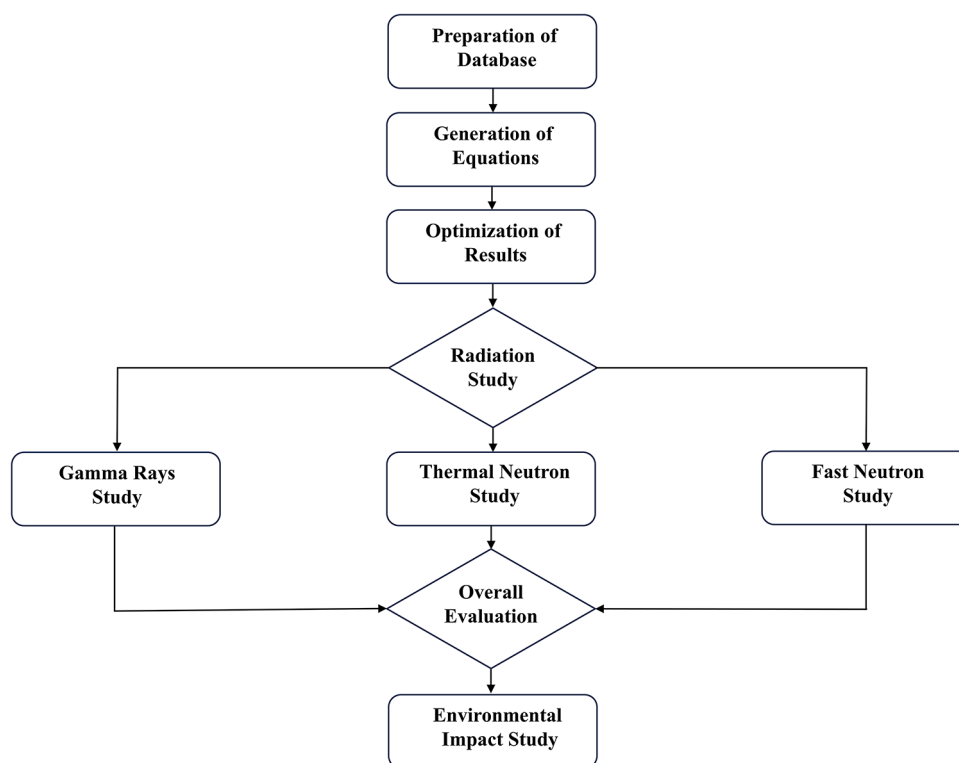 Preparation of
Database
Generation of
Equations
Optimization of
Results
Radiation
Study
Gamma Rays
Study
Thermal Neutron
Study
Fast Neutron
Study
Overall
Evaluation
Environmental
Impact Study